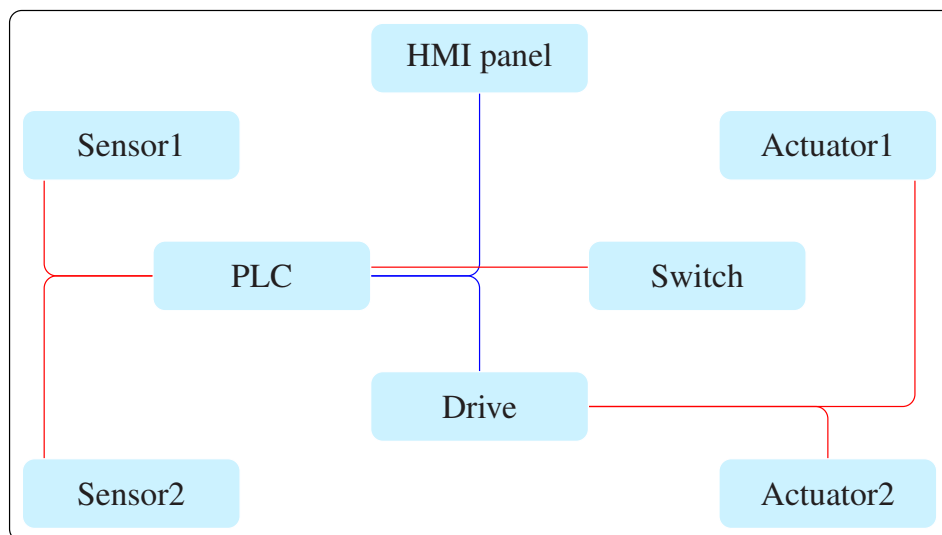 HMI panel
Sensor1
Actuator1
PLC
Switch
Drive
Sensor2
Actuator2